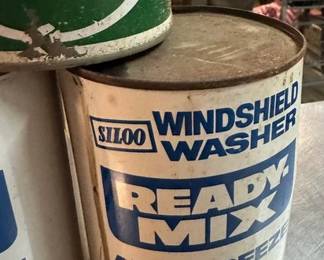 SILOO
WINDSHIELD
WASHER
READY-
MIX